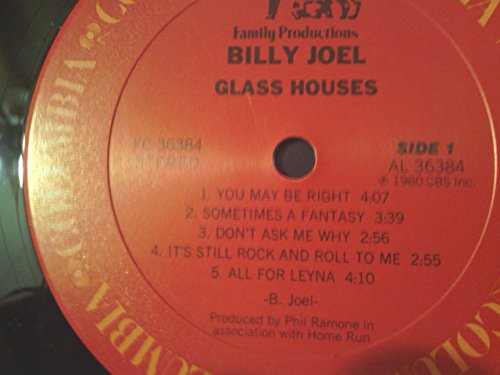 Family Productions
BILLY JOEL
GLASS HOUSES
PC 36384
STEREO
SIDE 1
AL 36384
℗ 1980 CBS Inc.
1. YOU MAY BE RIGHT 4:07
2. SOMETIMES A FANTASY 3:39
3. DON'T ASK ME WHY 2:56
4. IT'S STILL ROCK AND ROLL TO ME 2:55
5. ALL FOR LEYNA 4:10
-B. Joel-
Produced by Phil Ramone in
association with Home Run
COLUMBIA